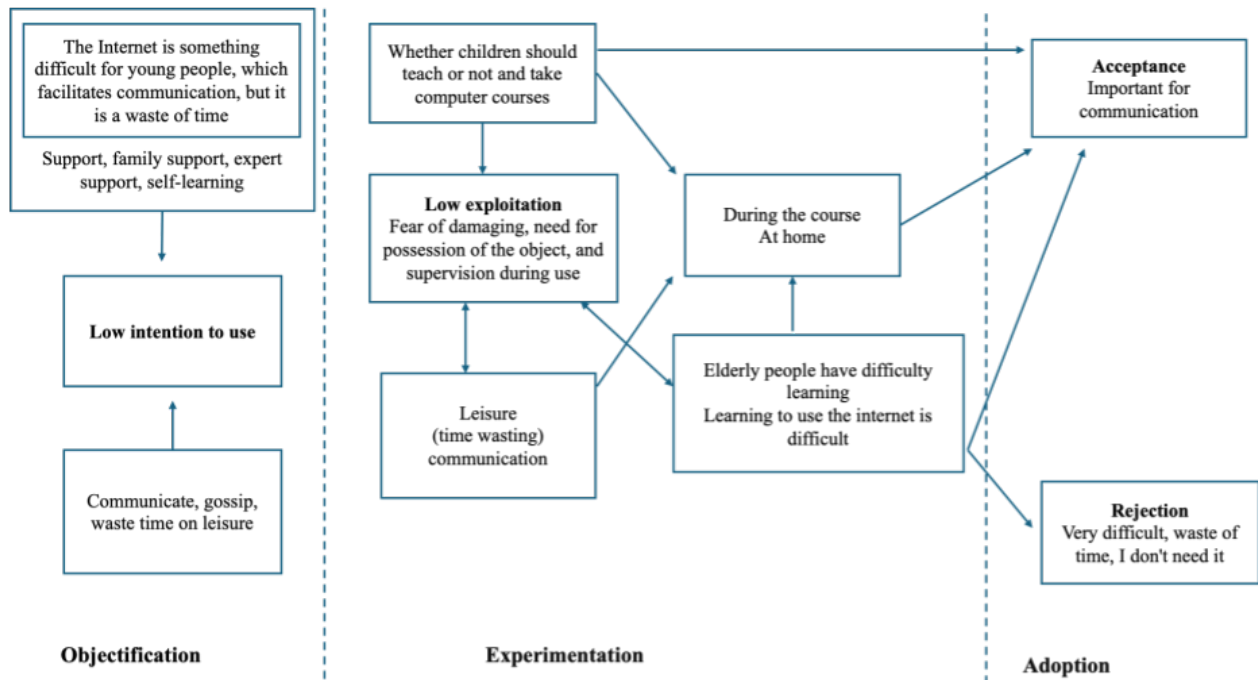 The Internet is something
difficult for young people, which
facilitates communication, but it
is a waste of time
Support, family support, expert
support, self-learning
Low intention to use
Communicate, gossip,
waste time on leisure
Objectification
Whether children should
teach or not and take
computer courses
Low exploitation
Fear of damaging, need for
possession of the object, and
supervision during use
Leisure
(time wasting)
communication
During the course
At home
Elderly people have difficulty
learning
Learning to use the internet is
difficult
Experimentation
Acceptance
Important for
communication
Rejection
Very difficult, waste of
time, I don't need it
Adoption